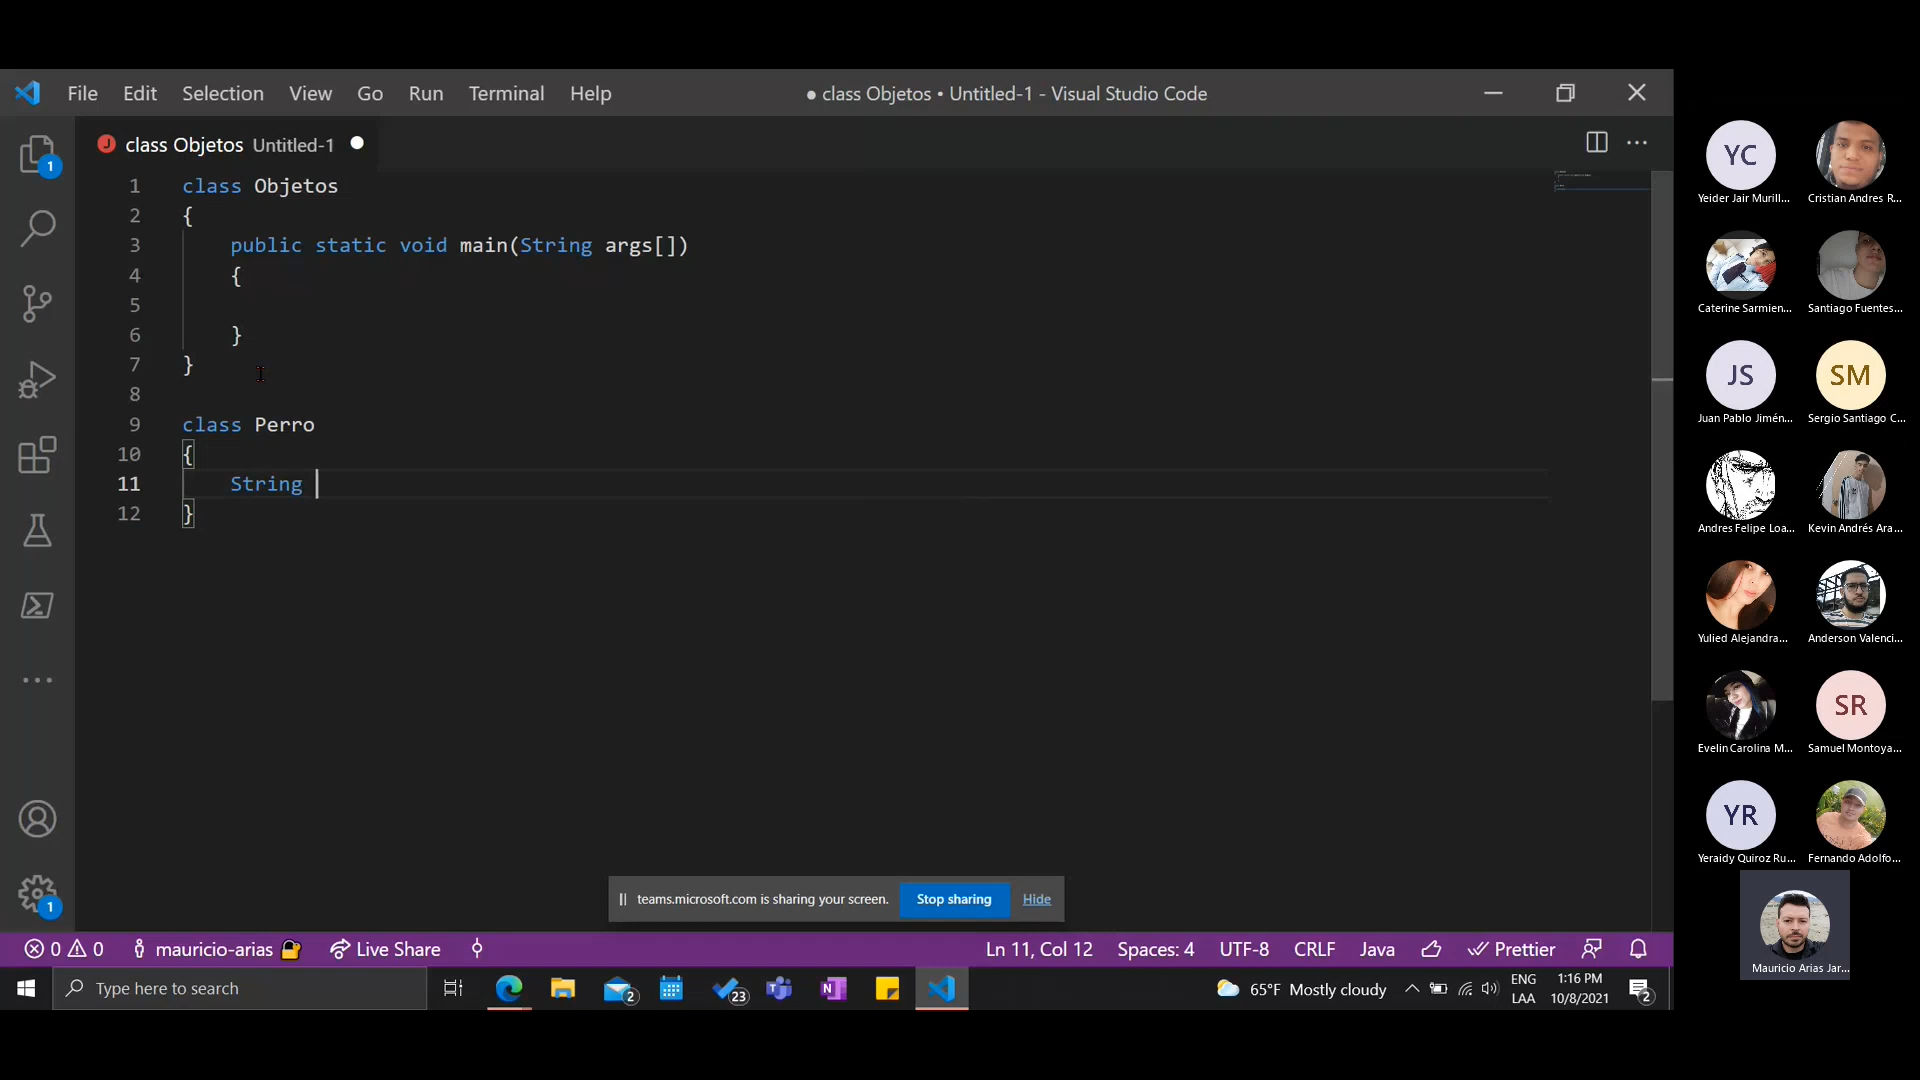 File Edit Selection View Go Run Terminal Help
● class Objetos • Untitled-1 - Visual Studio Code
class Objetos Untitled-1
1 class Objetos
2 {
3 public static void main(String args[])
4 {
5
6 }
7 }
8
9 class Perro
10 {
11 String
12 }
1
1
teams.microsoft.com is sharing your screen. Stop sharing Hide
0 0 mauricio-arias Live Share
Ln 11, Col 12 Spaces: 4 UTF-8 CRLF Java Prettier
Type here to search
2
23
65°F Mostly cloudy
ENG
LAA
1:16 PM
10/8/2021
2
YC
Yeider Jair Murill...
Cristian Andres R...
Caterine Sarmien...
Santiago Fuentes...
JS
Juan Pablo Jimén...
SM
Sergio Santiago C...
Andres Felipe Loa...
Kevin Andrés Ara...
Yulied Alejandra...
Anderson Valenci...
Evelin Carolina M...
SR
Samuel Montoya...
YR
Yeraidy Quiroz Ru...
Fernando Adolfo...
Mauricio Arias Jar...